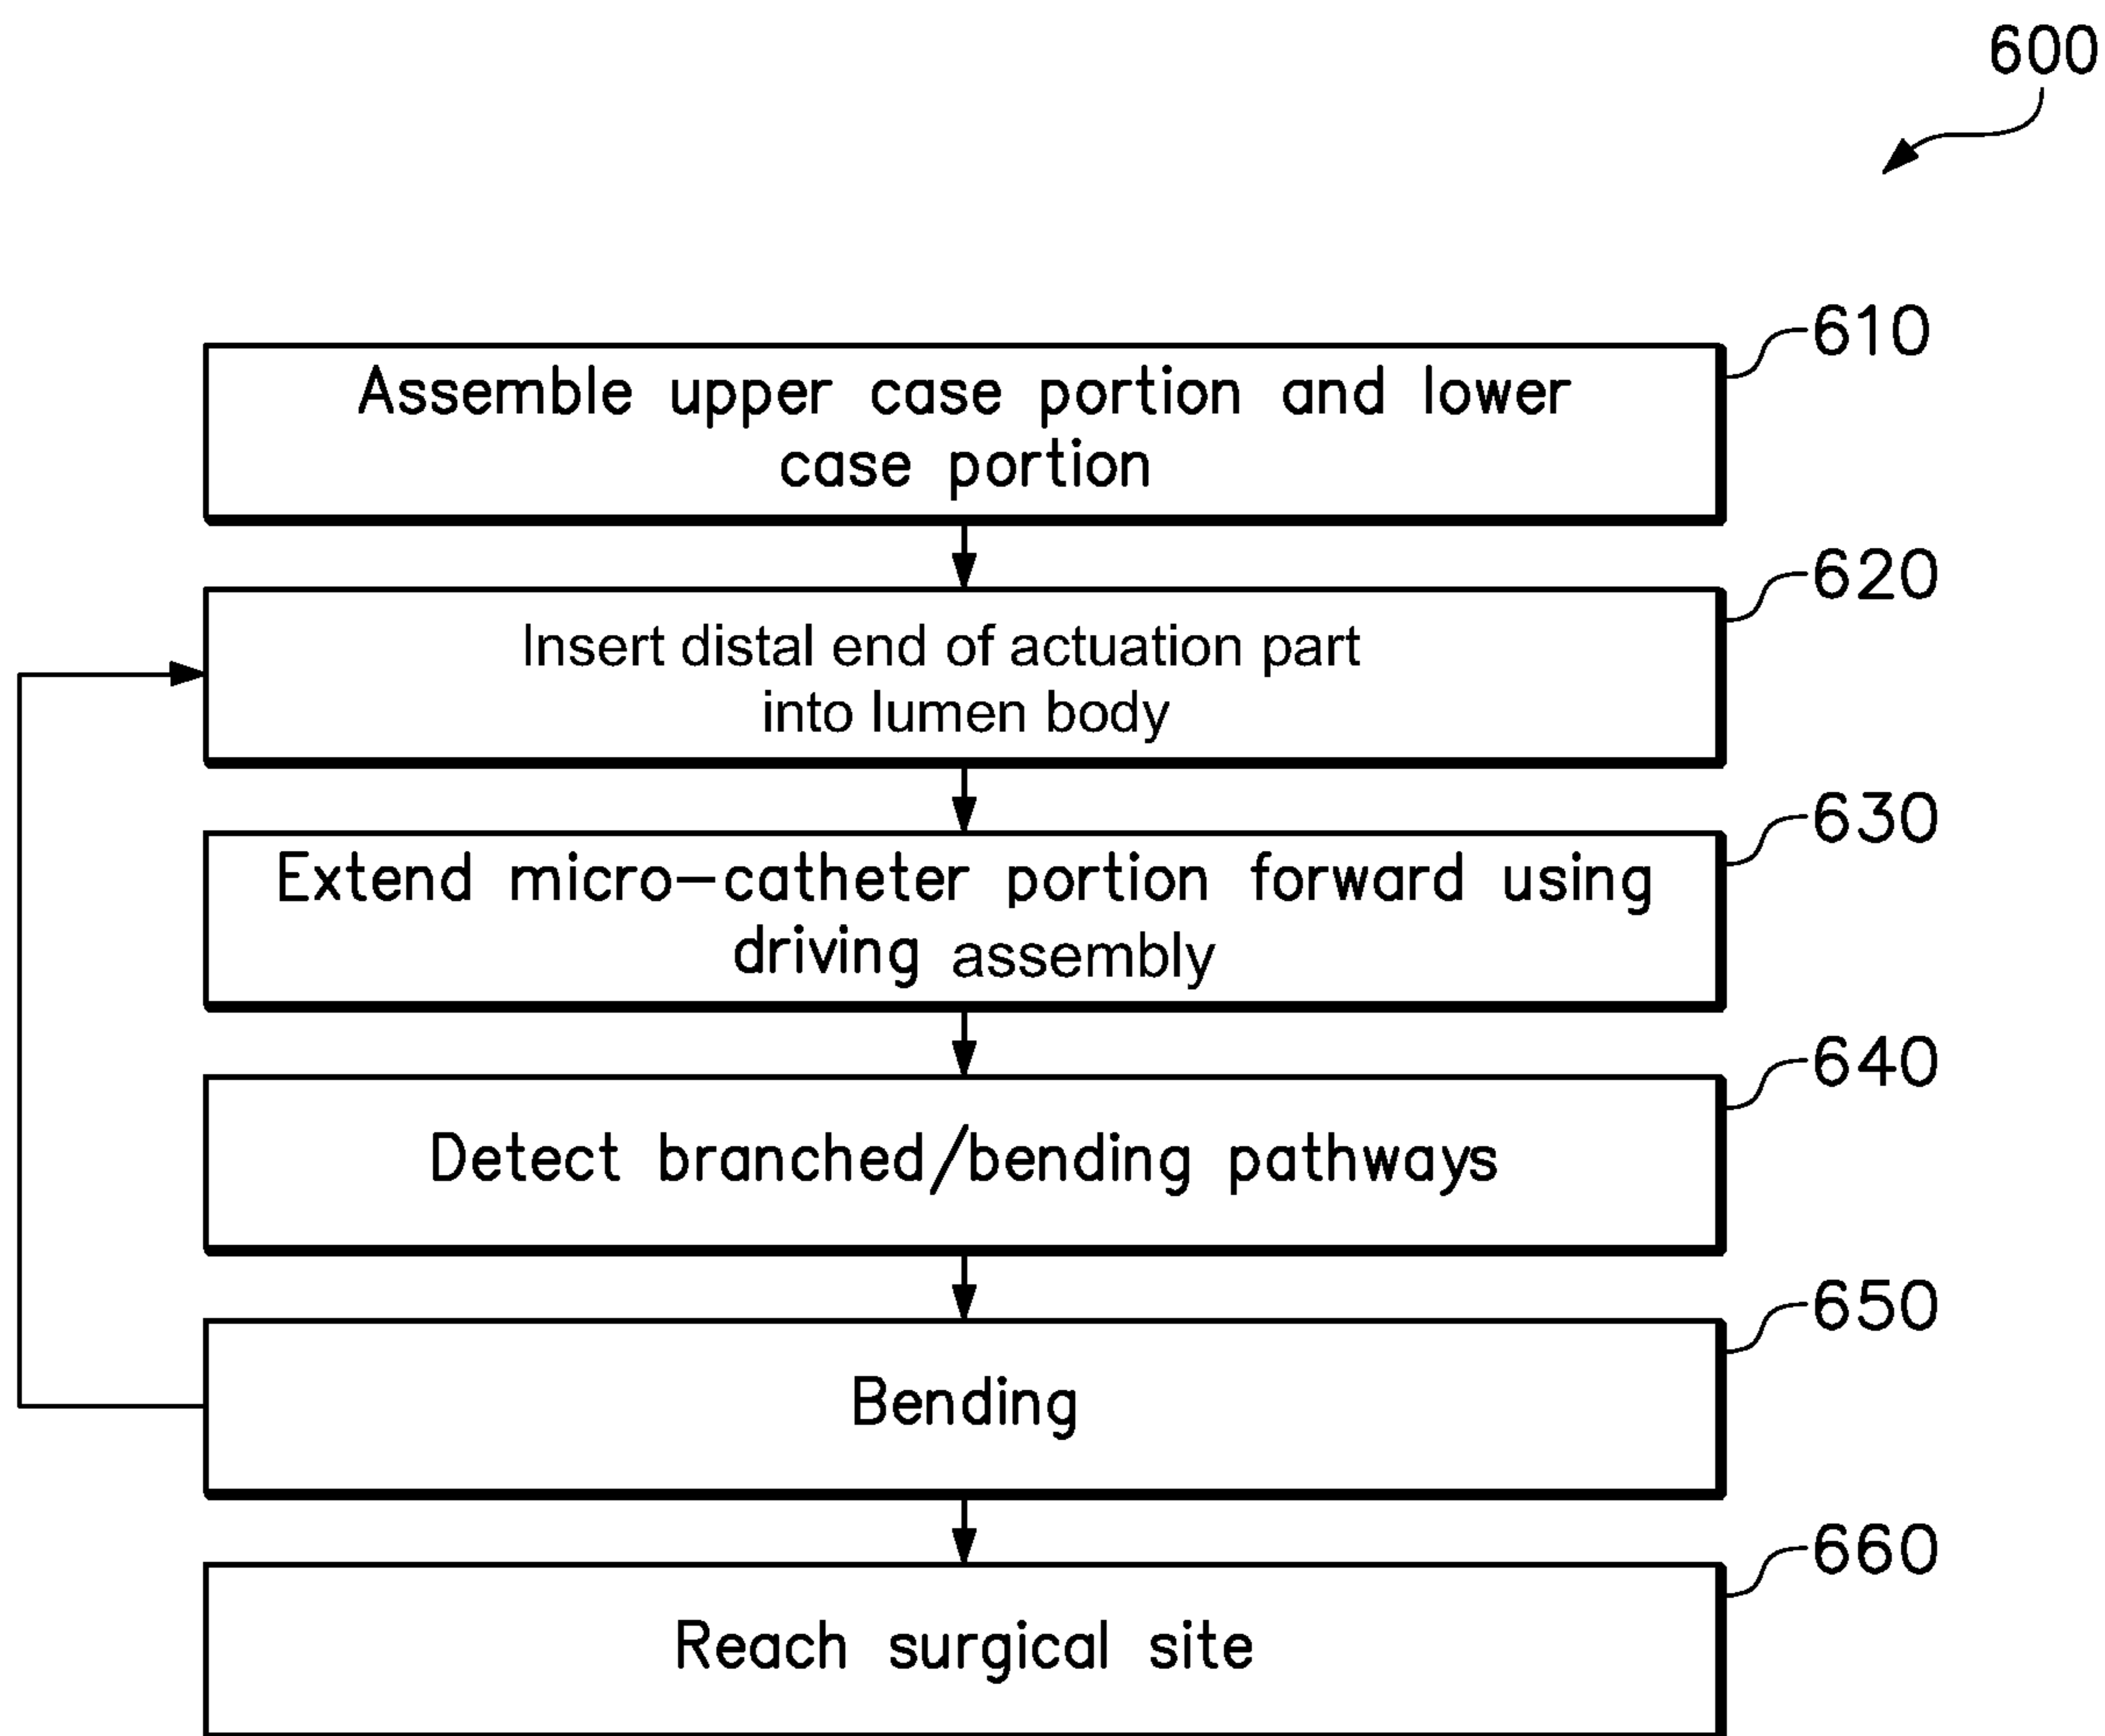 600
610
Assemble upper case portion and lower
case portion
620
Insert distal end of actuation part
into lumen body
630
Extend micro-catheter portion forward using
driving assembly
640
Detect branched/bending pathways
650
Bending
660
Reach surgical site